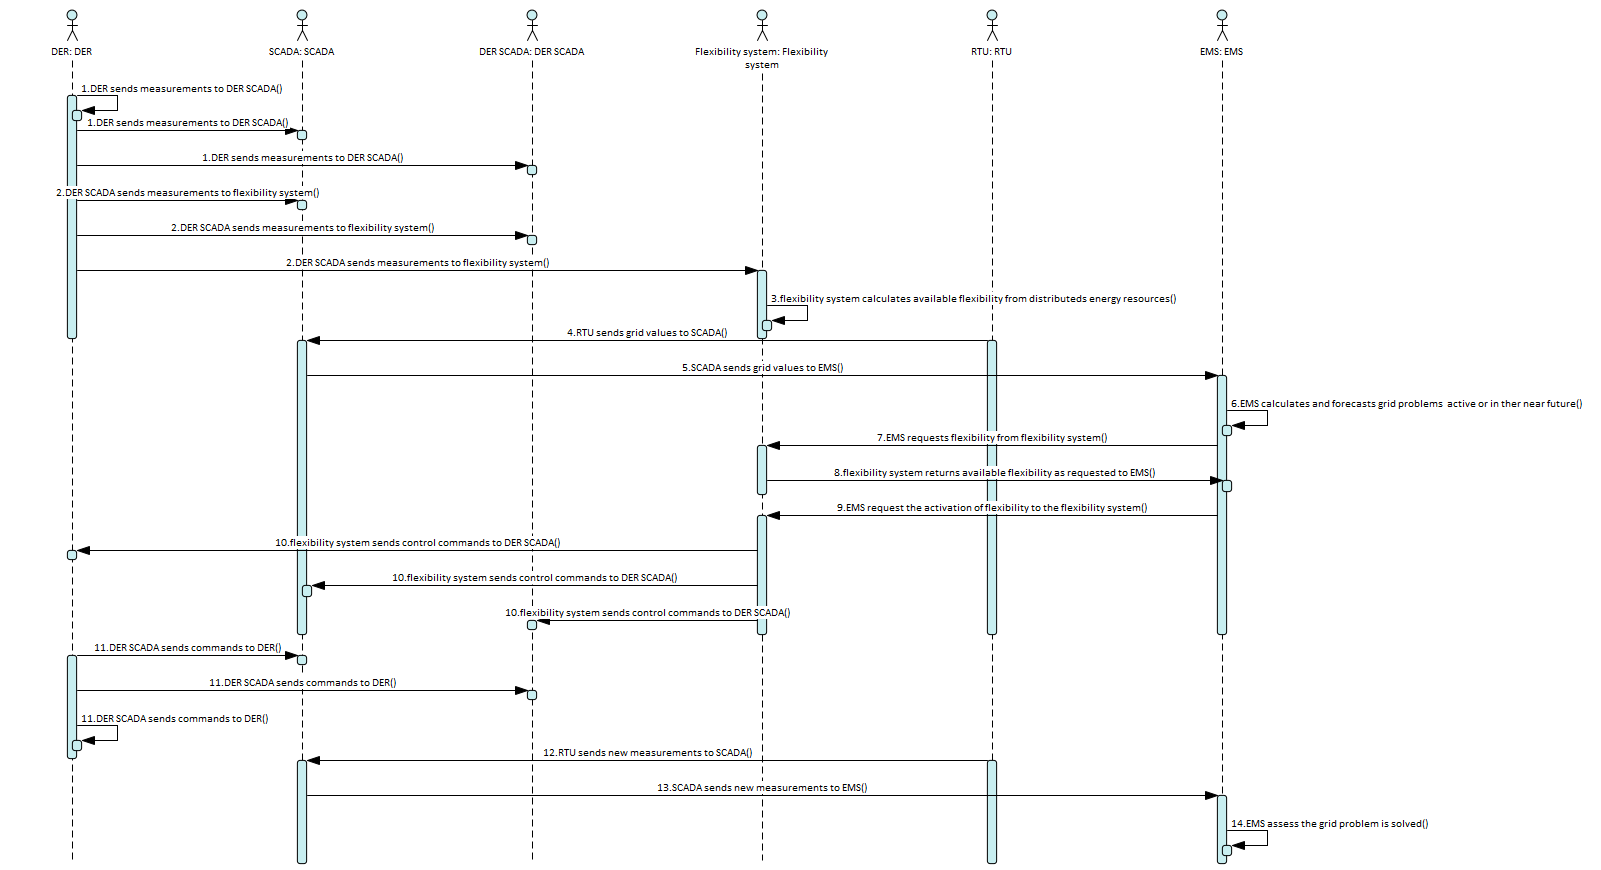 DER: DER
SCADA: SCADA
DER SCADA: DER SCADA
Flexibility system: Flexibility
system
RTU: RTU
EMS: EMS
1.DER sends measurements to DER SCADA()
1.DER sends measurements to DER SCADA()
1.DER sends measurements to DER SCADA()
2.DER SCADA sends measurements to flexibility system()
2.DER SCADA sends measurements to flexibility system()
2.DER SCADA sends measurements to flexibility system()
3.flexibility system calculates available flexibility from distributeds energy resources()
4.RTU sends grid values to SCADA()
5.SCADA sends grid values to EMS()
6.EMS calculates and forecasts grid problems  active or in ther near future()
7.EMS requests flexibility from flexibility system()
8.flexibility system returns available flexibility as requested to EMS()
9.EMS request the activation of flexibility to the flexibility system()
10.flexibility system sends control commands to DER SCADA()
10.flexibility system sends control commands to DER SCADA()
10.flexibility system sends control commands to DER SCADA()
11.DER SCADA sends commands to DER()
11.DER SCADA sends commands to DER()
11.DER SCADA sends commands to DER()
12.RTU sends new measurements to SCADA()
13.SCADA sends new measurements to EMS()
14.EMS assess the grid problem is solved()